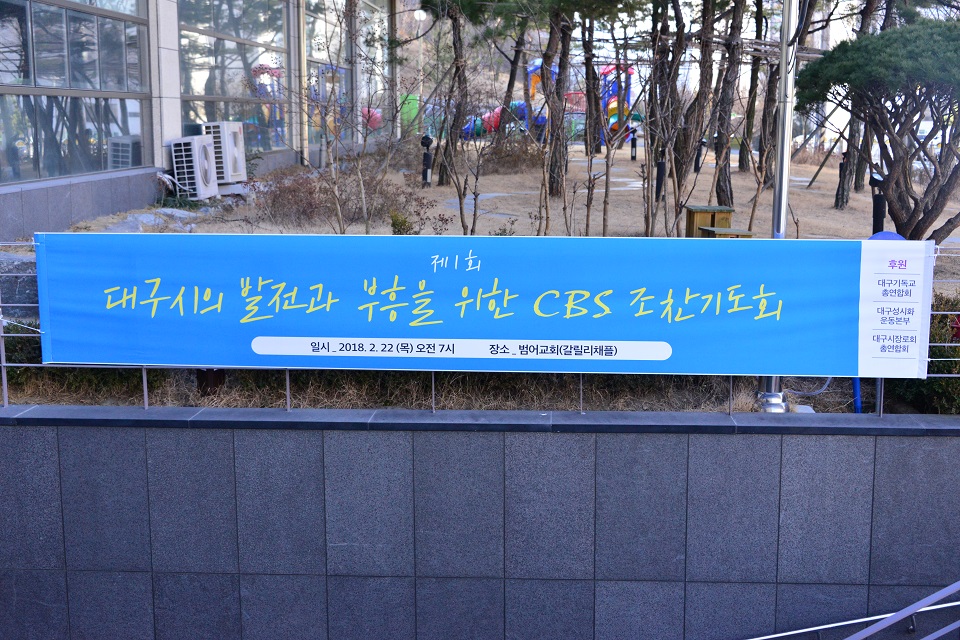 제1회
대구시의 발전과 부흥을 위한 CBS 조찬기도회
일시 _ 2018. 2. 22 (목) 오전 7시 장소 _ 범어교회(갈릴리채플)
후원
대구기독교
총연합회
대구성시화
운동본부
대구시장로회
총연합회